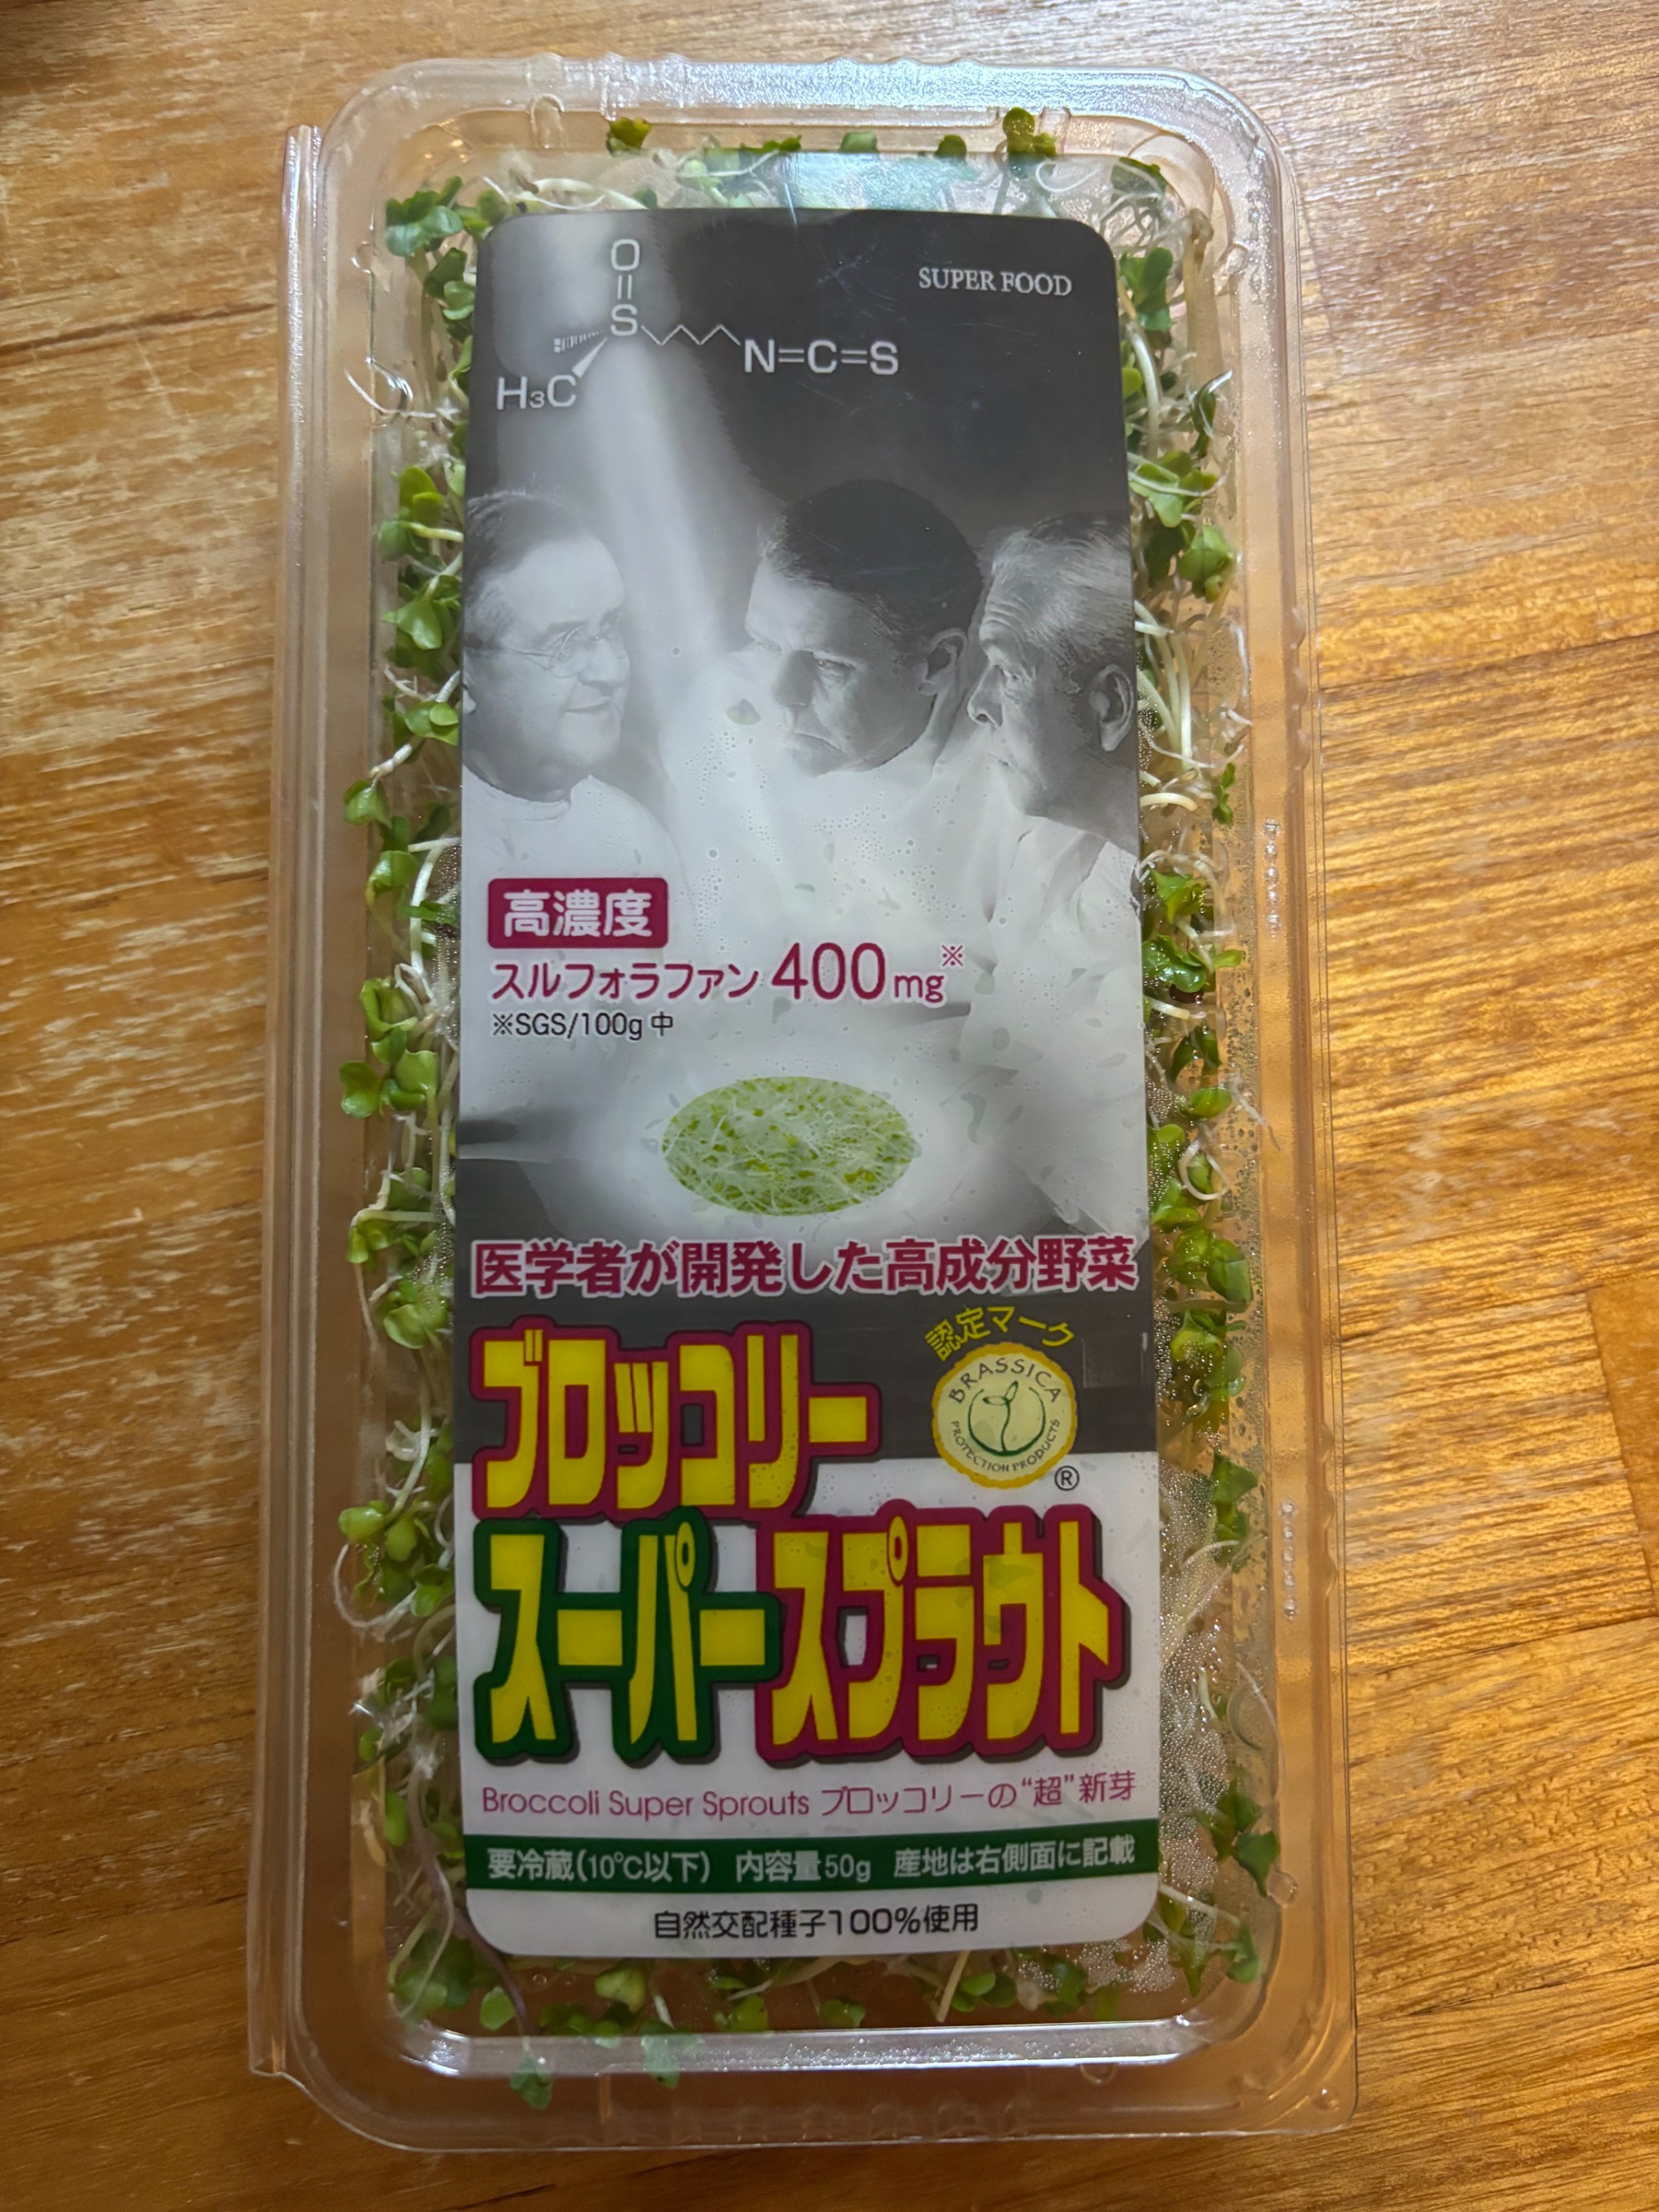 O
S
N=C=S
H₃C
SUPER FOOD
高濃度
スルフォラファン 400mg※
※SGS/100g 中
医学者が開発した高成分野菜
認定マーク
BRASSICA
PROTECTION PRODUCTS
®
ブロッコリー
スーパースプラウト
Broccoli Super Sprouts ブロッコリーの“超”新芽
要冷蔵(10℃以下) 内容量50g 産地は右側面に記載
自然交配種子100%使用